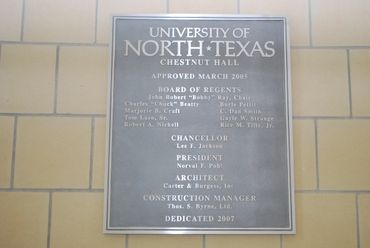 UNIVERSITY OF
NORTH★TEXAS
CHESTNUT HALL
APPROVED MARCH 2005
BOARD OF REGENTS
John Robert "Bobby" Ray, Chair
Charles "Chuck" Beatty Burle Pettit
Marjorie B. Craft C. Dan Smith
Tom Lazo, Sr. Gayle W. Strange
Robert A. Nickell Rice M. Tilley, Jr.
CHANCELLOR
Lee F. Jackson
PRESIDENT
Norval F. Pohl
ARCHITECT
Carter & Burgess, Inc
CONSTRUCTION MANAGER
Thos. S. Byrne, Ltd.
DEDICATED 2007